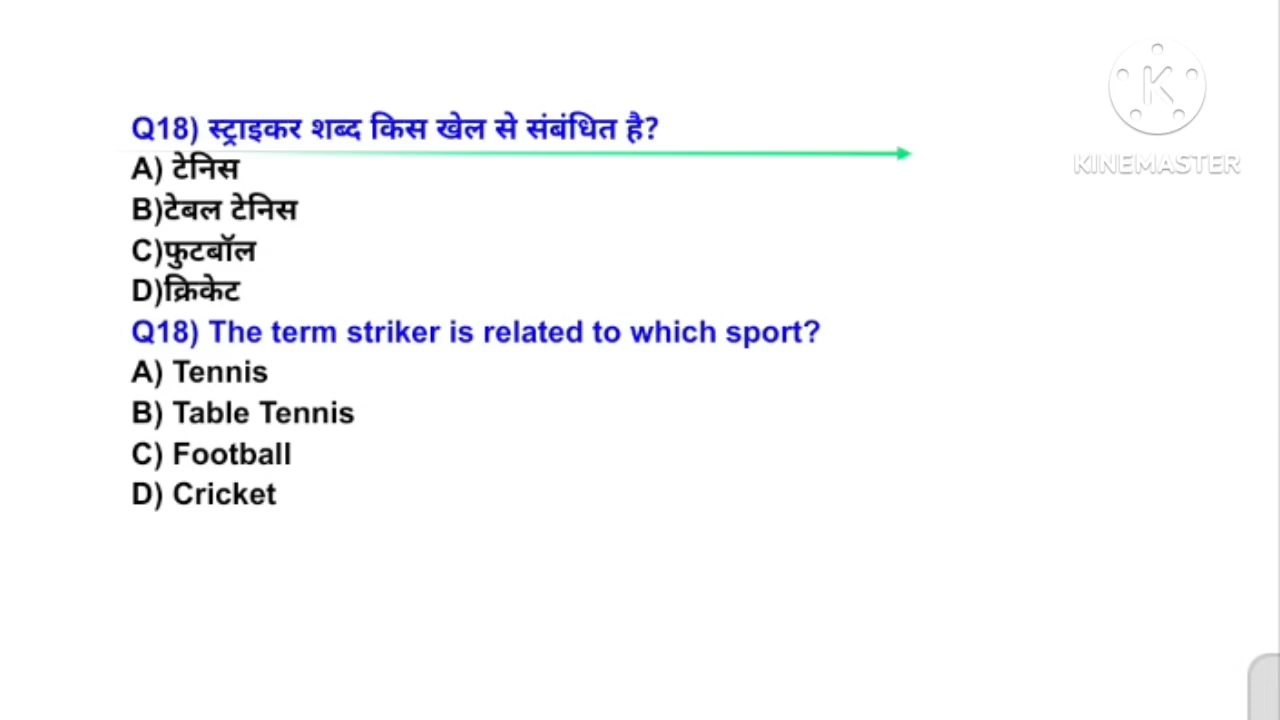 Q18) स्ट्राइकर शब्द किस खेल से संबंधित है?
A) टेनिस
B)टेबल टेनिस
C)फुटबॉल
D)क्रिकेट
Q18) The term striker is related to which sport?
A) Tennis
B) Table Tennis
C) Football
D) Cricket
K
KINEMASTER